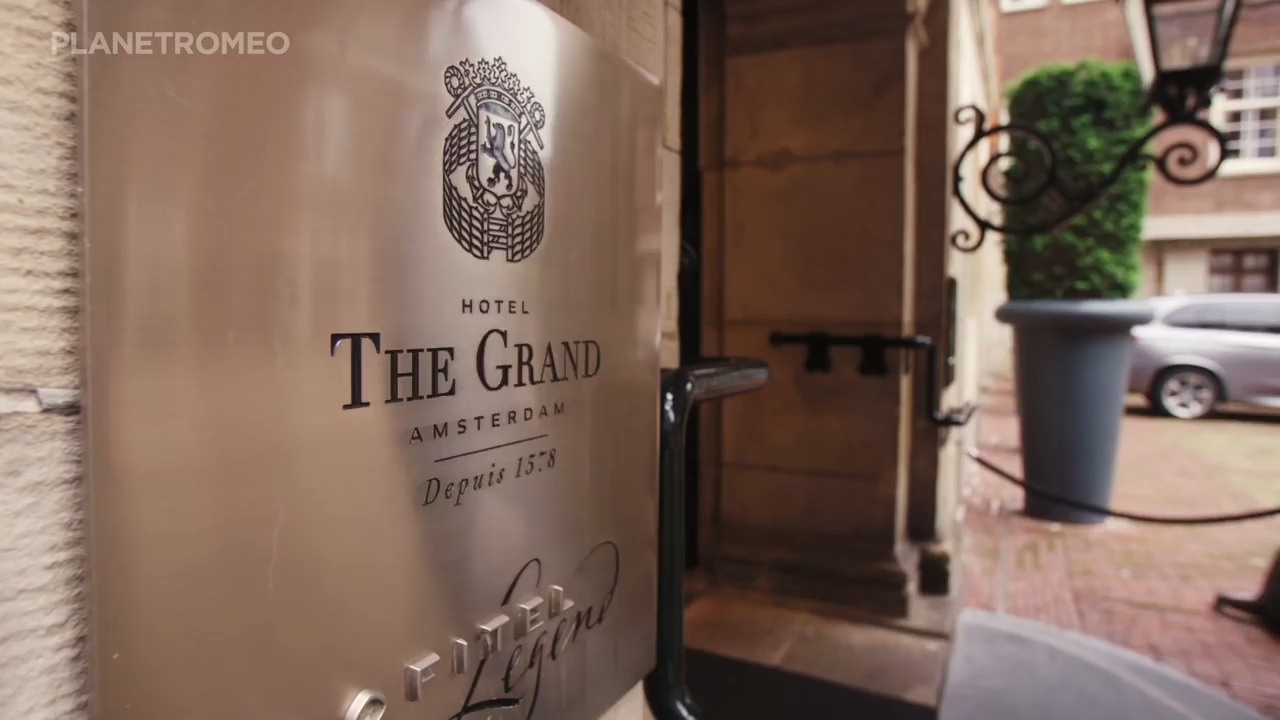 PLANETROMEO
HOTEL
THE GRAND
AMSTERDAM
Depuis 1578
Legend